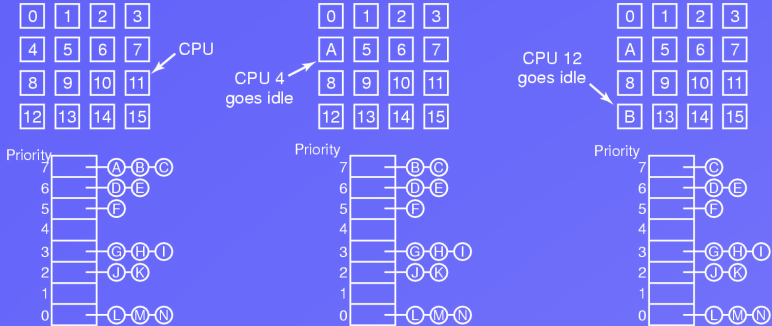 0 1 2 3
4 5 6 7
8 9 10 11
12 13 14 15
CPU
Priority
7 A B C
6 D E
5 F
4
3 G H I
2 J K
1
0 L M N
0 1 2 3
A 5 6 7
8 9 10 11
12 13 14 15
CPU 4
goes idle
Priority
7 B C
6 D E
5 F
4
3 G H I
2 J K
1
0 L M N
0 1 2 3
A 5 6 7
8 9 10 11
B 13 14 15
CPU 12
goes idle
Priority
7 C
6 D E
5 F
4
3 G H I
2 J K
1
0 L M N